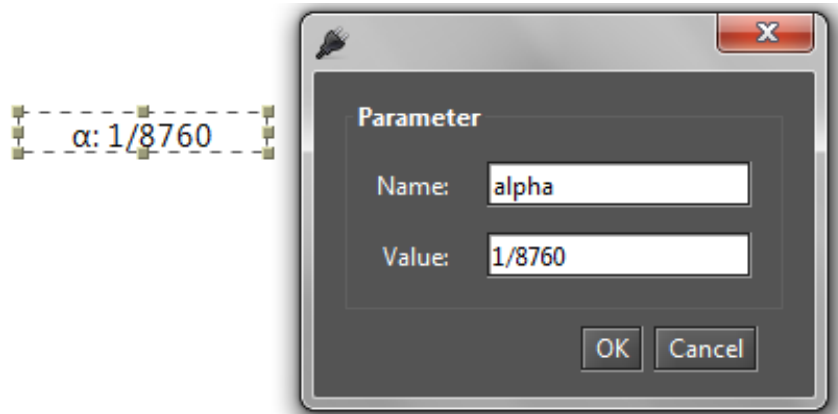 α: 1/8760
Parameter
Name: alpha
Value: 1/8760
OK Cancel